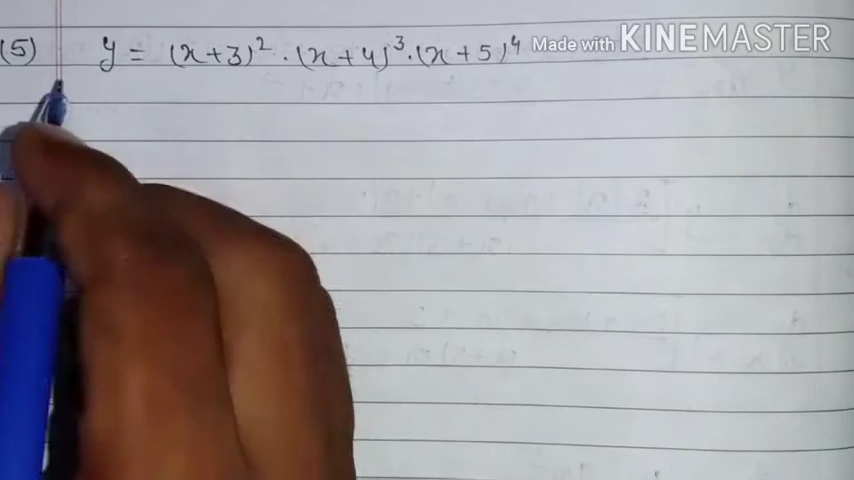 (5) y = (x+3)² · (x+4)³ · (x+5)⁴ Made with KINEMASTER